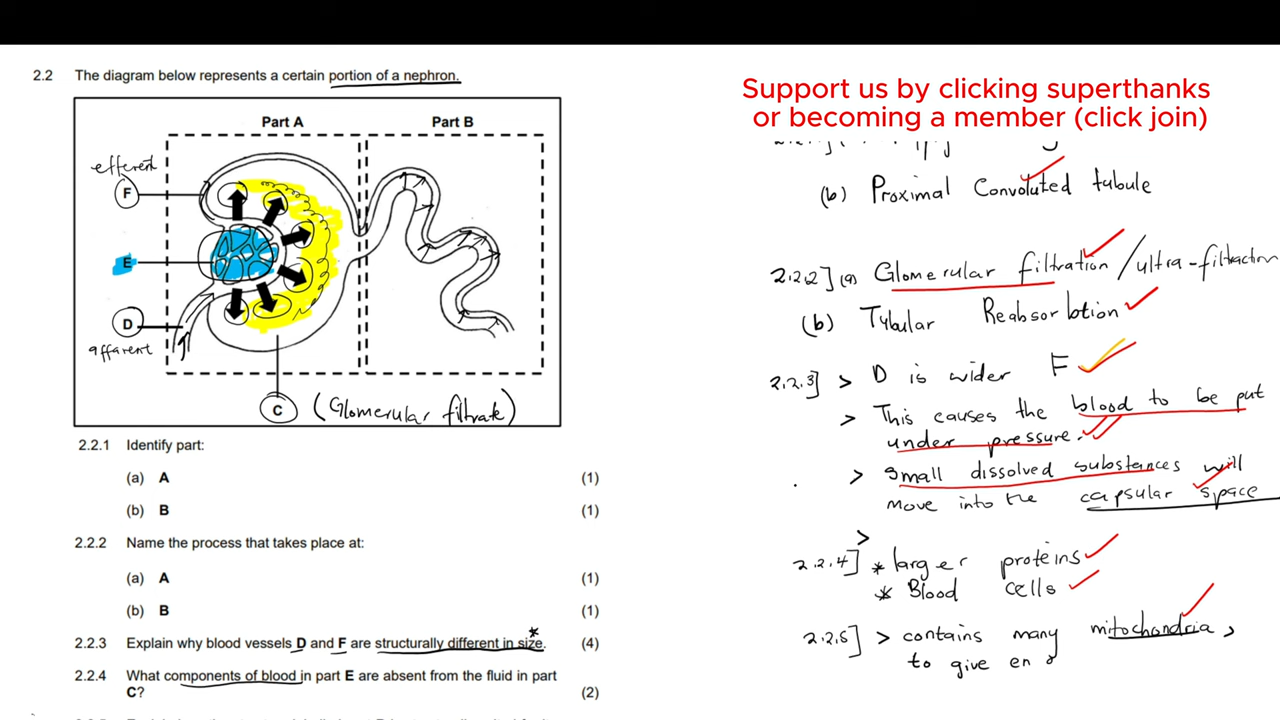 2.2 The diagram below represents a certain portion of a nephron.
Part A Part B
efferent
F
E
D
afferent
C (Glomerular filtrate)
2.2.1 Identify part:
(a) A (1)
(b) B (1)
2.2.2 Name the process that takes place at:
(a) A (1)
(b) B (1)
2.2.3 Explain why blood vessels D and F are structurally different in size. * (4)
2.2.4 What components of blood in part E are absent from the fluid in part
C? (2)
Support us by clicking superthanks
or becoming a member (click join)
(b) Proximal Convoluted tubule
2.2.2] (a) Glomerular filtration / ultra-filtraction
(b) Tybular Reabsorbtion
2.2.3] > D is wider F
> This causes the blood to be put
under pressure.
> Small dissolved substances will
move into the capsular space
>
2.2.4] * larger proteins
* Blood cells
2.2.5] > contains many mitochondria,
to give en